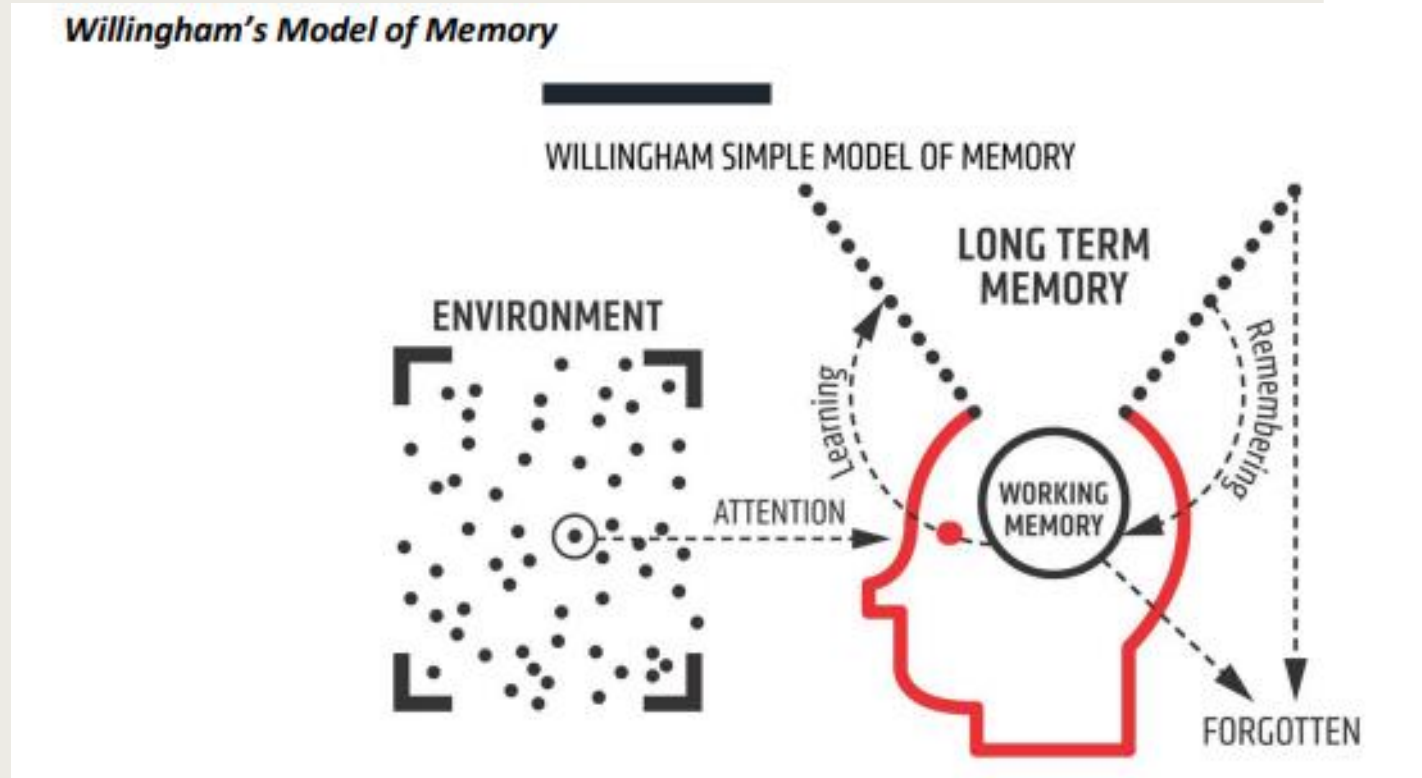 Willingham's Model of Memory
WILLINGHAM SIMPLE MODEL OF MEMORY
LONG TERM
MEMORY
ENVIRONMENT
Learning
Remembering
ATTENTION
WORKING
MEMORY
FORGOTTEN